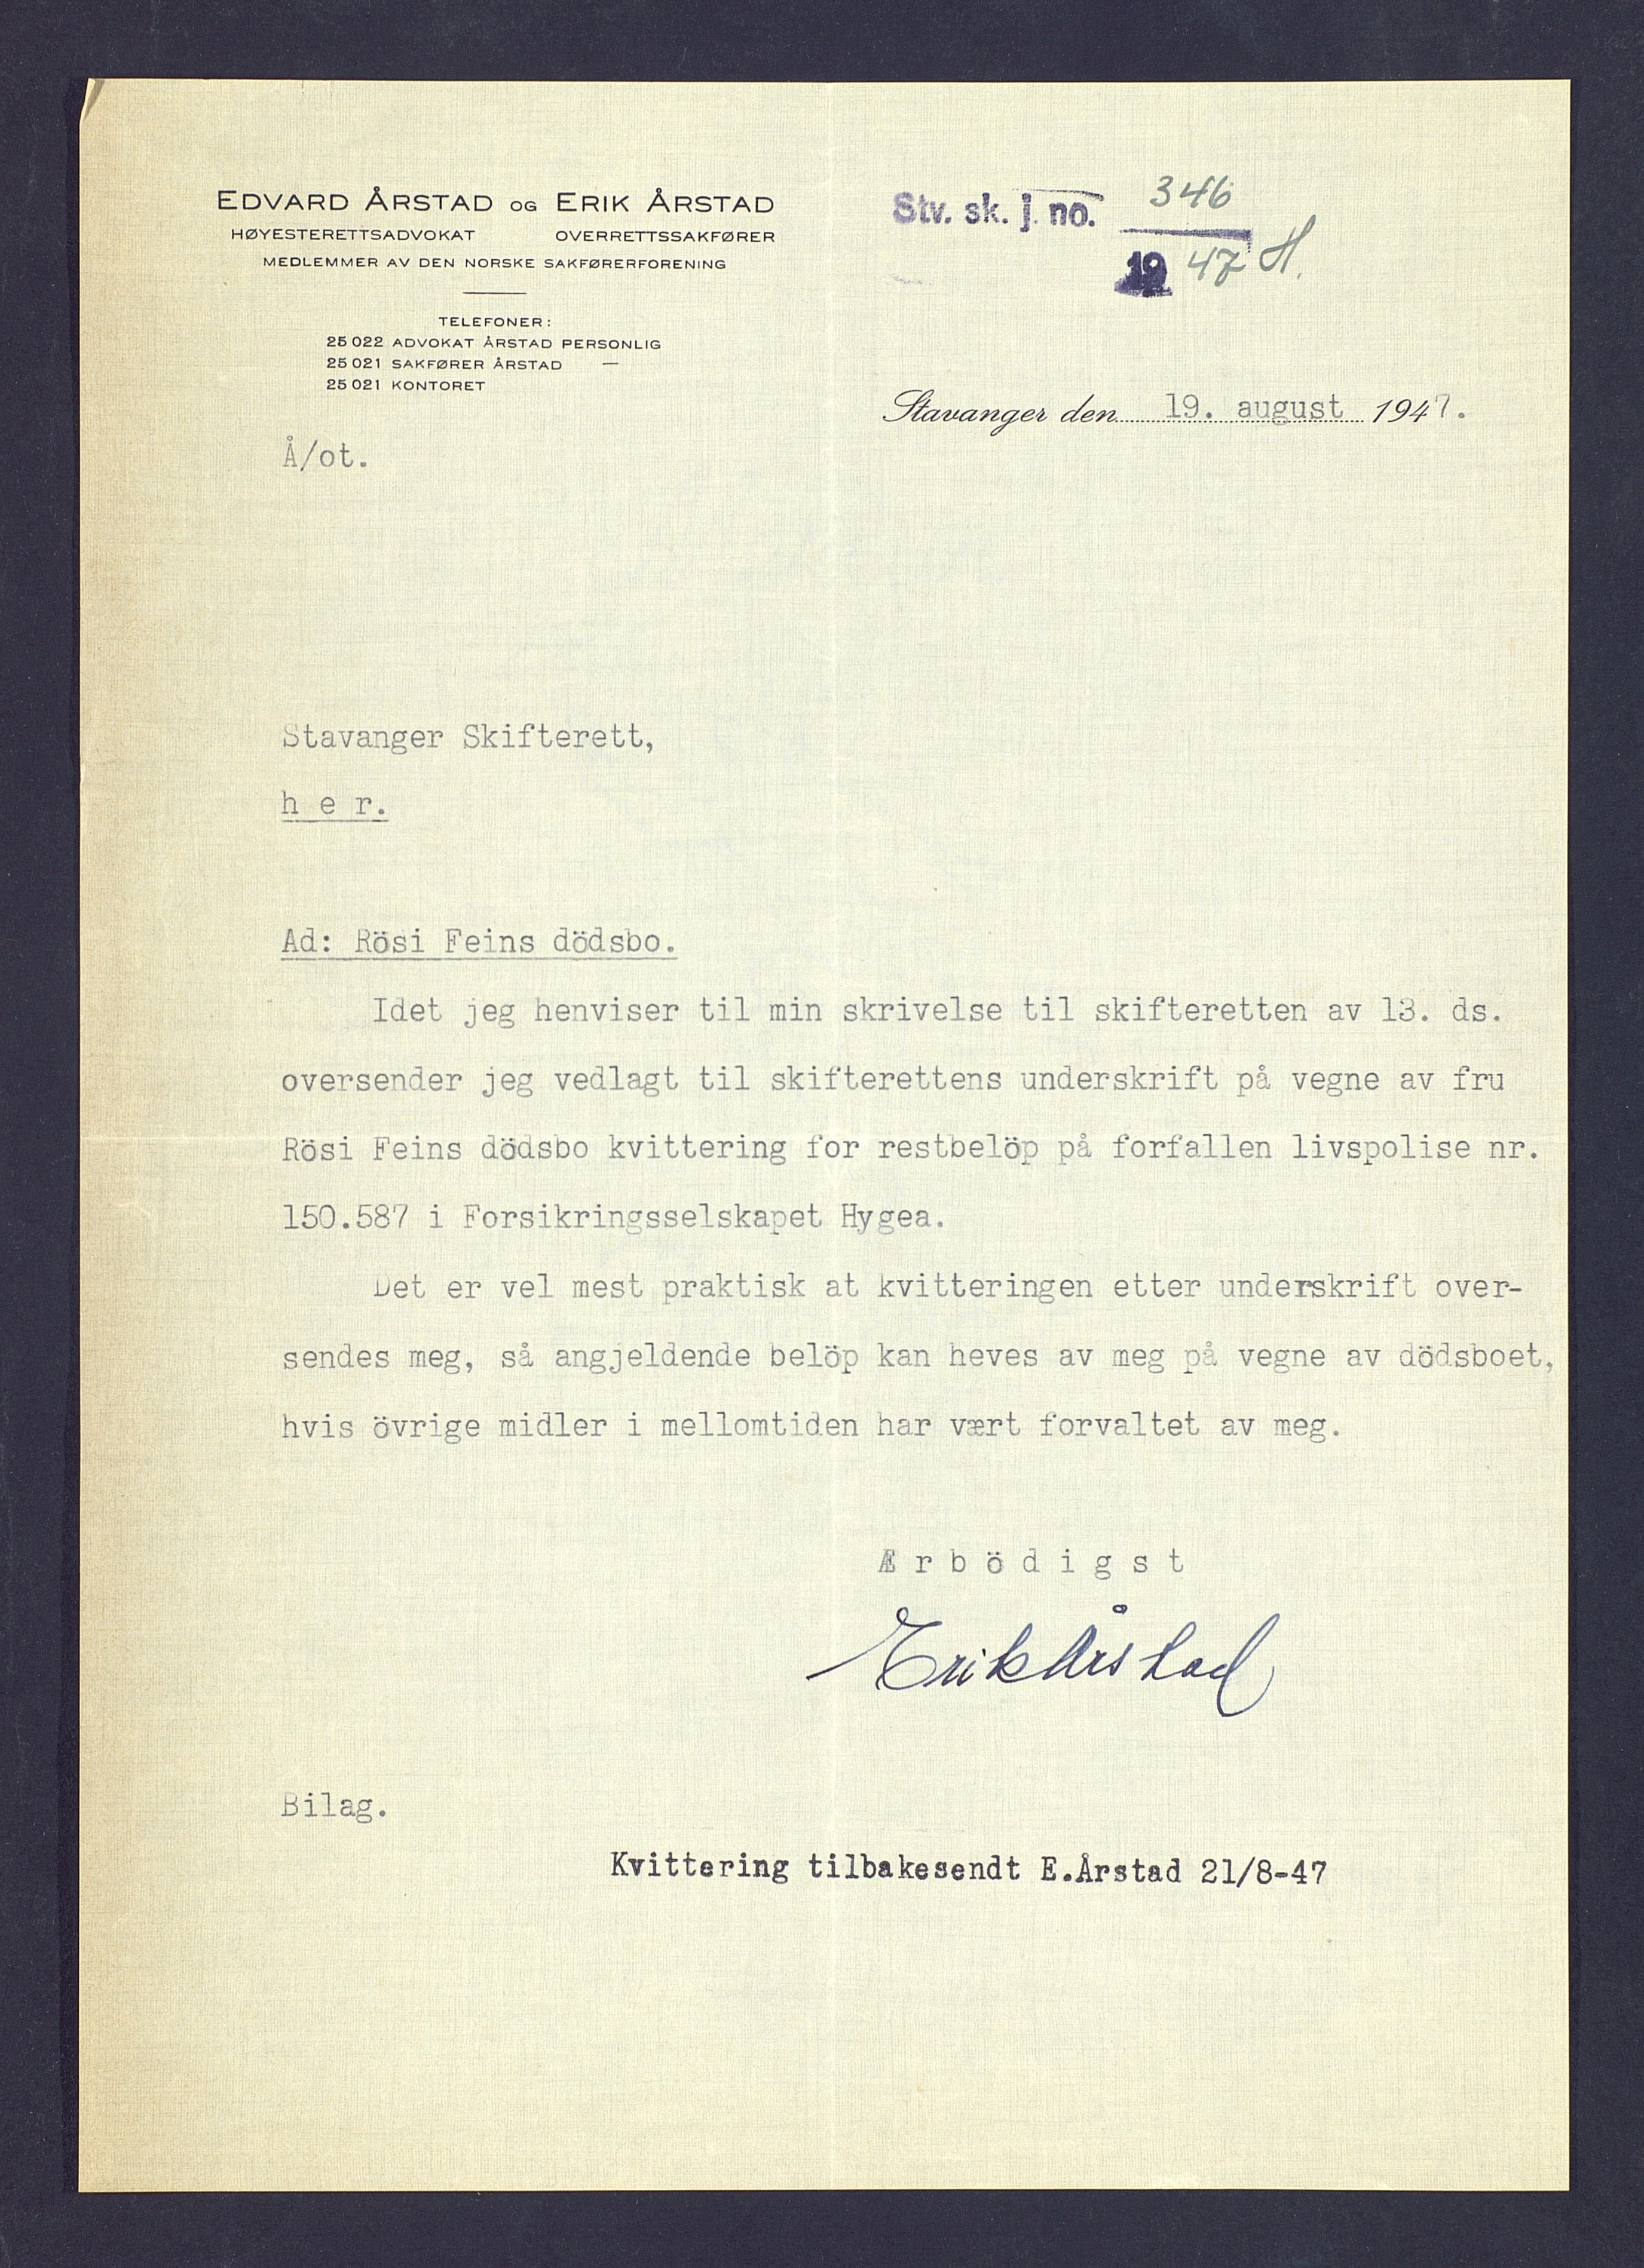 EDVARD ÅRSTAD OG ERIK ÅRSTAD
HØYESTERETTSADVOKAT OVERRETTSSAKFØRER
MEDLEMMER AV DEN NORSKE SAKFØRERFORENING
TELEFONER:
25 022 ADVOKAT ÅRSTAD PERSONLIG
25 021 SAKFØRER ÅRSTAD —
25 021 KONTORET
Stv. sk. j. no. 346
19 47 H.
Stavanger den 19. august 1947.
Å/ot.
Stavanger Skifterett,
h e r.
Ad: Rösi Feins dödsbo.
Idet jeg henviser til min skrivelse til skifteretten av 13. ds.
oversender jeg vedlagt til skifterettens underskrift på vegne av fru
Rösi Feins dödsbo kvittering for restbelöp på forfallen livspolise nr.
150.587 i Forsikringsselskapet Hygea.
Det er vel mest praktisk at kvitteringen etter underskrift over-
sendes meg, så angjeldende belöp kan heves av meg på vegne av dödsboet,
hvis övrige midler i mellomtiden har vært forvaltet av meg.
Æ r b ö d i g s t
Erik Årstad
Bilag.
Kvittering tilbakesendt E.Årstad 21/8-47